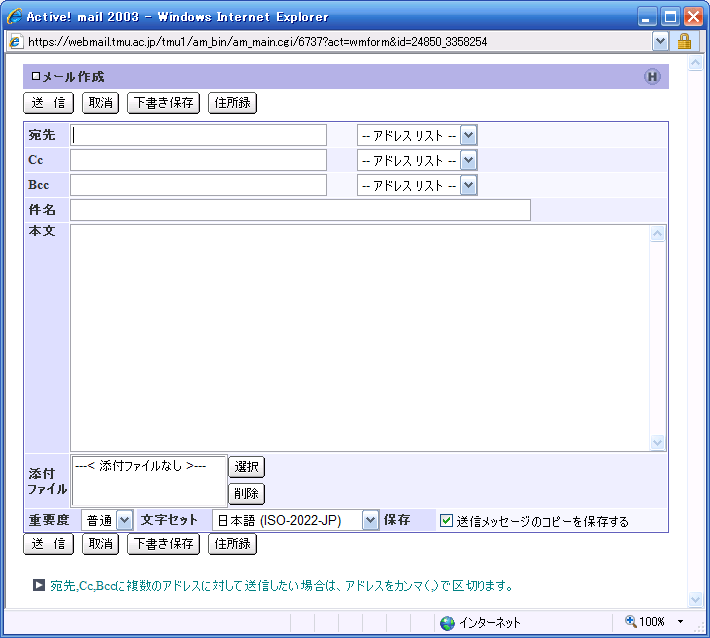 Active! mail 2003 - Windows Internet Explorer
https://webmail.tmu.ac.jp/tmu1/am_bin/am_main.cgi/6737?act=wmform&id=24850_3358254
ロメール作成 H
送 信 取消 下書き保存 住所録
宛先 -- アドレス リスト --
Cc -- アドレス リスト --
Bcc -- アドレス リスト --
件名
本文
添付
ファイル
---< 添付ファイルなし >---
選択
削除
重要度 普通 文字セット 日本語 (ISO-2022-JP) 保存 送信メッセージのコピーを保存する
送 信 取消 下書き保存 住所録
宛先,Cc,Bccに複数のアドレスに対して送信したい場合は、アドレスをカンマ(,)で区切ります。
インターネット 100%